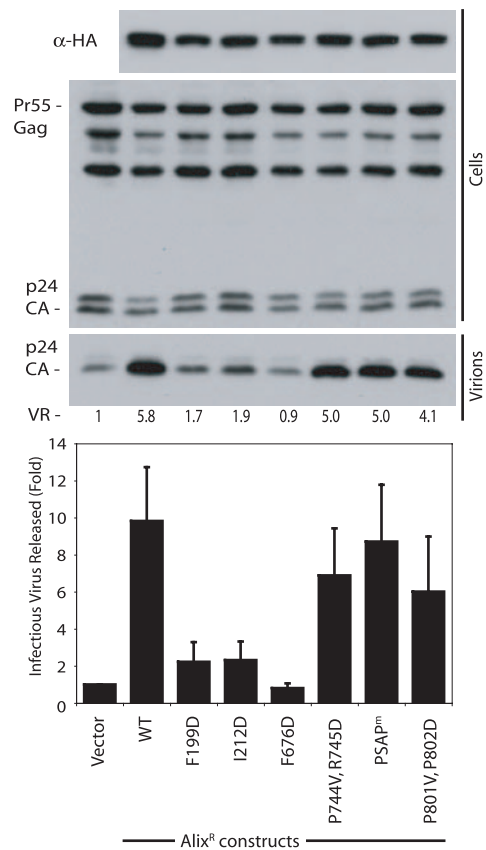 α-HA
Pr55 -
Gag
p24
CA -
Cells
p24
CA -
Virions
VR - 1 5.8 1.7 1.9 0.9 5.0 5.0 4.1
Infectious Virus Released (Fold)
14
12
10
8
6
4
2
0
Vector
WT
F199D
I212D
F676D
P744V, R745D
PSAPᵐ
P801V, P802D
Alixᴿ constructs